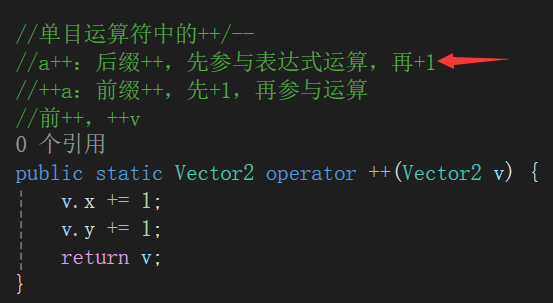 //单目运算符中的++/--
//a++：后缀++，先参与表达式运算，再+1
//++a：前缀++，先+1，再参与运算
//前++，++v
0 个引用
public static Vector2 operator ++(Vector2 v) {
v.x += 1;
v.y += 1;
return v;
}